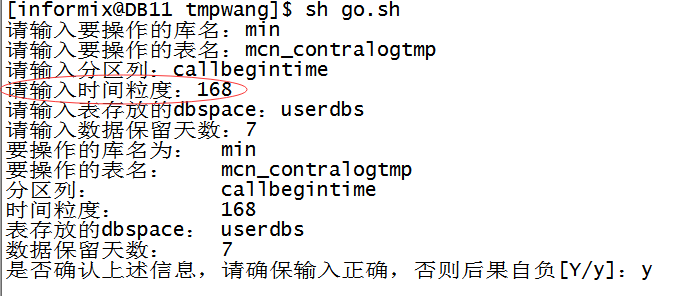 [informix@DB11 tmpwang]$ sh go.sh
请输入要操作的库名：min
请输入要操作的表名：mcn_contralogtmp
请输入分区列：callbegintime
请输入时间粒度：168
请输入表存放的dbspace：userdbs
请输入数据保留天数：7
要操作的库名为： min
要操作的表名： mcn_contralogtmp
分区列： callbegintime
时间粒度： 168
表存放的dbspace： userdbs
数据保留天数： 7
是否确认上述信息，请确保输入正确，否则后果自负[Y/y]：y